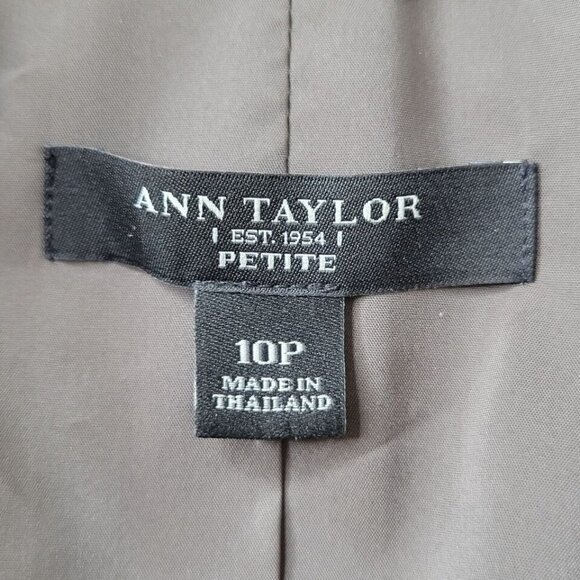 ANN TAYLOR
| EST. 1954 |
PETITE
10P
MADE IN
THAILAND